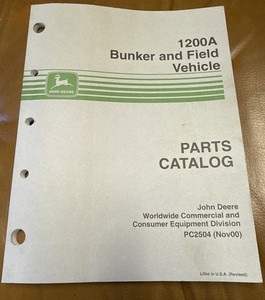 1200A
Bunker and Field
Vehicle
JOHN DEERE
PARTS
CATALOG
John Deere
Worldwide Commercial and
Consumer Equipment Division
PC2504 (Nov00)
Litho in U.S.A. (Revised)